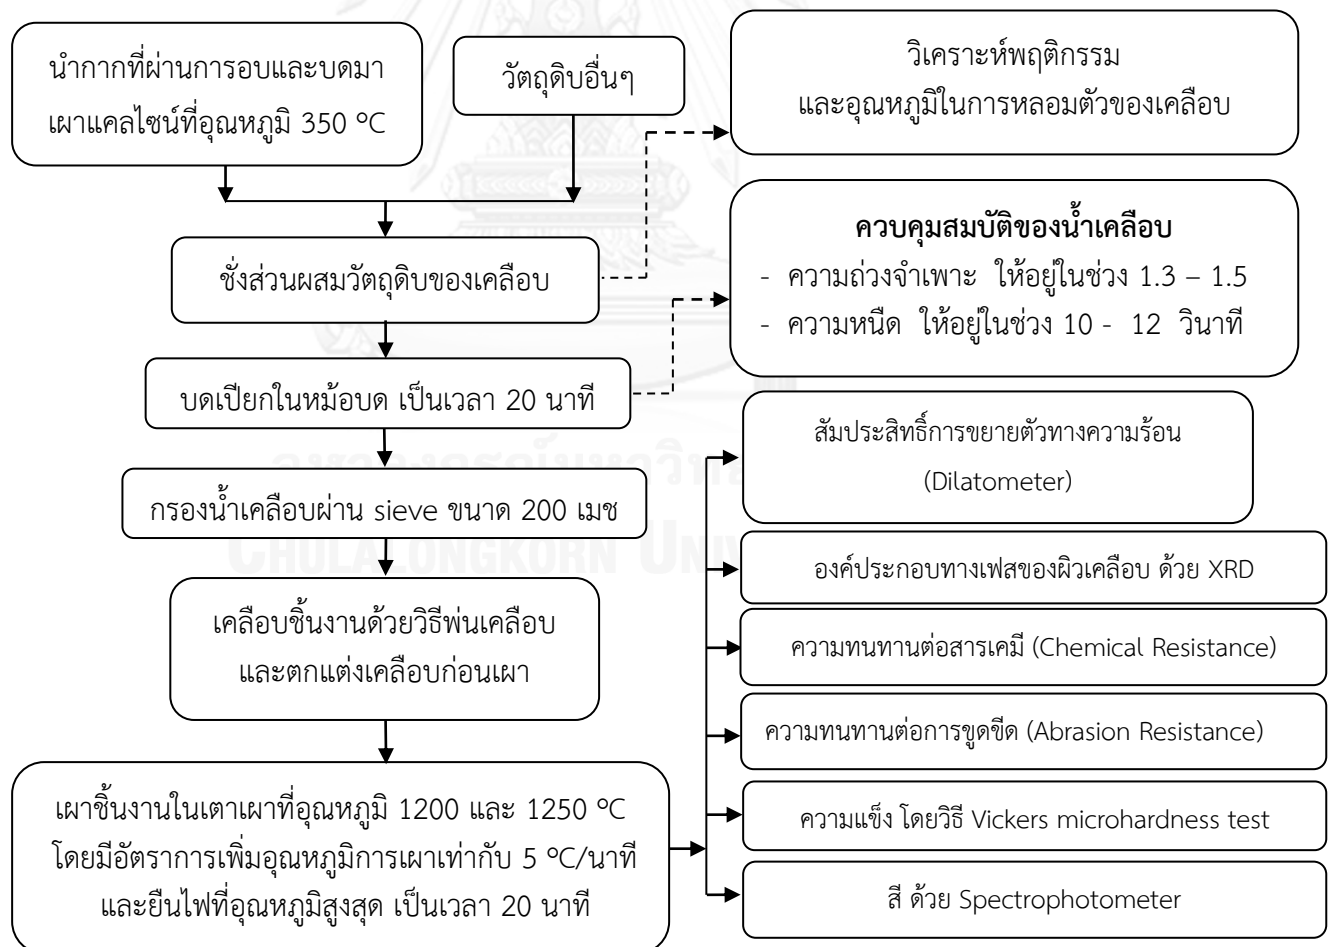 นำกากที่ผ่านการอบและบดมา
เผาแคลไซน์ที่อุณหภูมิ 350 ºC
วัตถุดิบอื่นๆ
วิเคราะห์พฤติกรรม
และอุณหภูมิในการหลอมตัวของเคลือบ
ชั่งส่วนผสมวัตถุดิบของเคลือบ
ควบคุมสมบัติของน้ำเคลือบ
- ความถ่วงจำเพาะ ให้อยู่ในช่วง 1.3 – 1.5
- ความหนืด ให้อยู่ในช่วง 10 - 12 วินาที
บดเปียกในหม้อบด เป็นเวลา 20 นาที
กรองน้ำเคลือบผ่าน sieve ขนาด 200 เมช
เคลือบชิ้นงานด้วยวิธีพ่นเคลือบ
และตกแต่งเคลือบก่อนเผา
เผาชิ้นงานในเตาเผาที่อุณหภูมิ 1200 และ 1250 ºC
โดยมีอัตราการเพิ่มอุณหภูมิการเผาเท่ากับ 5 ºC/นาที
และยืนไฟที่อุณหภูมิสูงสุด เป็นเวลา 20 นาที
สัมประสิทธิ์การขยายตัวทางความร้อน
(Dilatometer)
องค์ประกอบทางเฟสของผิวเคลือบ ด้วย XRD
ความทนทานต่อสารเคมี (Chemical Resistance)
ความทนทานต่อการขูดขีด (Abrasion Resistance)
ความแข็ง โดยวิธี Vickers microhardness test
สี ด้วย Spectrophotometer
CHULALONGKORN